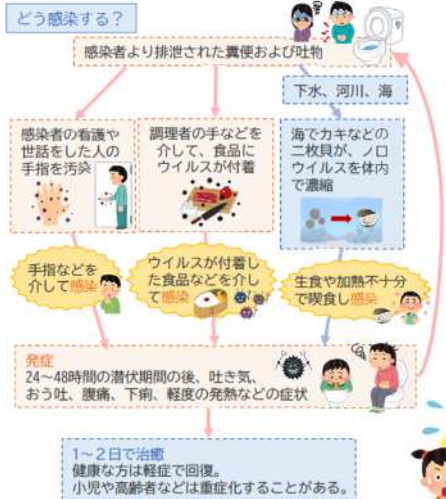 どう感染する？
感染者より排泄された糞便および吐物
下水、河川、海
感染者の看護や
世話をした人の
手指を汚染
調理者の手などを
介して、食品に
ウイルスが付着
海でカキなどの
二枚貝が、ノロ
ウイルスを体内
で濃縮
手指などを
介して感染
ウイルスが付着し
た食品などを介し
て感染
生食や加熱不十分
で喫食し感染
発症
24～48時間の潜伏期間の後、吐き気、
おう吐、腹痛、下痢、軽度の発熱などの症状
1～2日で治癒
健康な方は軽症で回復。
小児や高齢者などは重症化することがある。